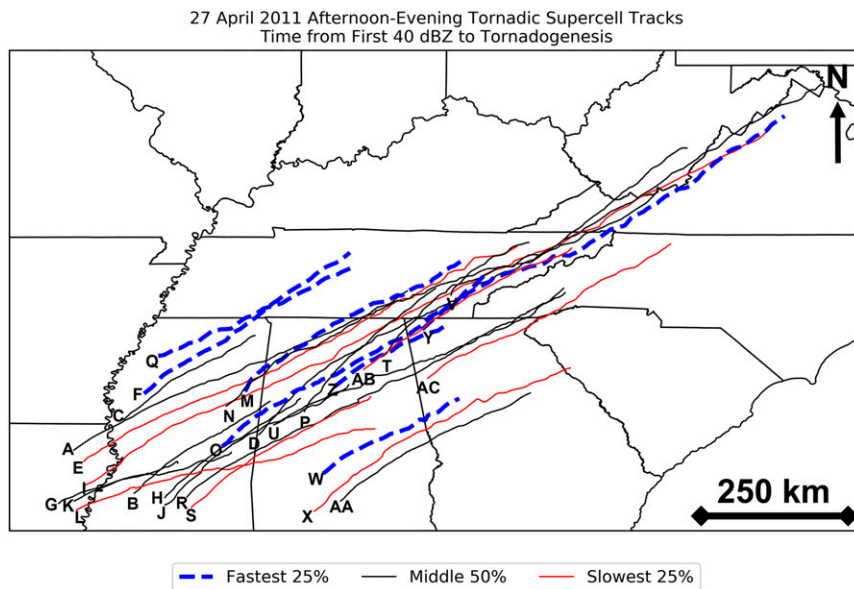 27 April 2011 Afternoon-Evening Tornadic Supercell Tracks
Time from First 40 dBZ to Tornadogenesis
N
A
Y
Q
T
F
Z
AB
AC
M
C
N
P
U
A
O
D
E
W
I
B
H
G
K
L
J
R
S
X
AA
250 km
Fastest 25%
Middle 50%
Slowest 25%